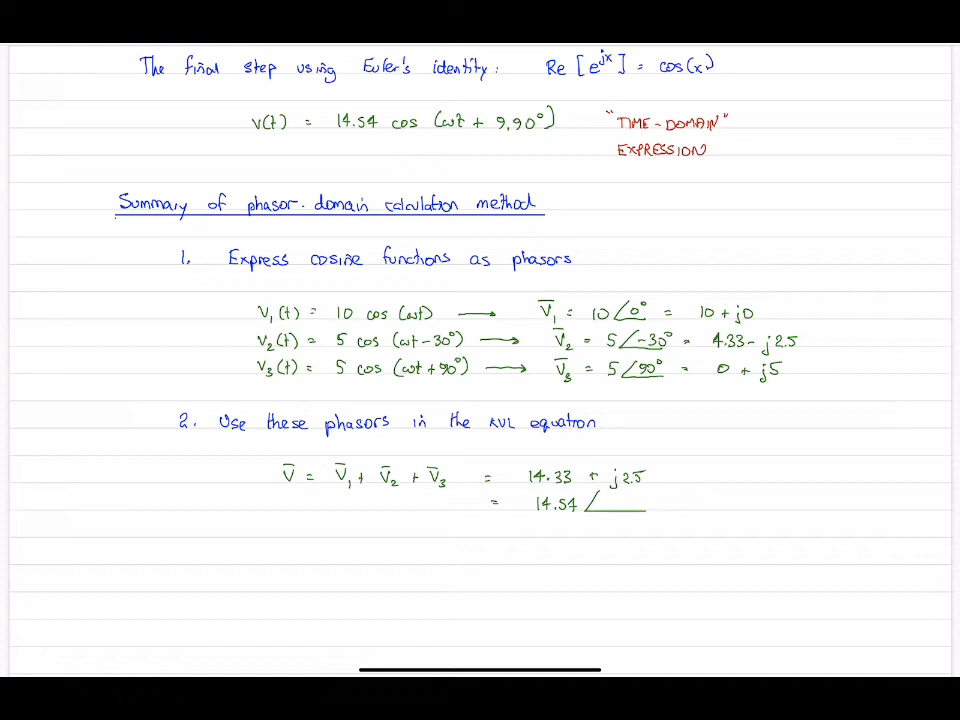 The final step using Euler's identity: Re [e^jx] = cos(x)
v(t) = 14.54 cos (ωt + 9.90°) "TIME-DOMAIN"
EXPRESSION
Summary of phasor-domain calculation method
1. Express cosine functions as phasors
v₁(t) = 10 cos (ωt) → V̅₁ = 10∠0° = 10 + j0
v₂(t) = 5 cos (ωt - 30°) → V̅₂ = 5∠-30° = 4.33 - j2.5
v₃(t) = 5 cos (ωt + 90°) → V̅₃ = 5∠90° = 0 + j5
2. Use these phasors in the KVL equation
V̅ = V̅₁ + V̅₂ + V̅₃ = 14.33 + j2.5
= 14.54∠